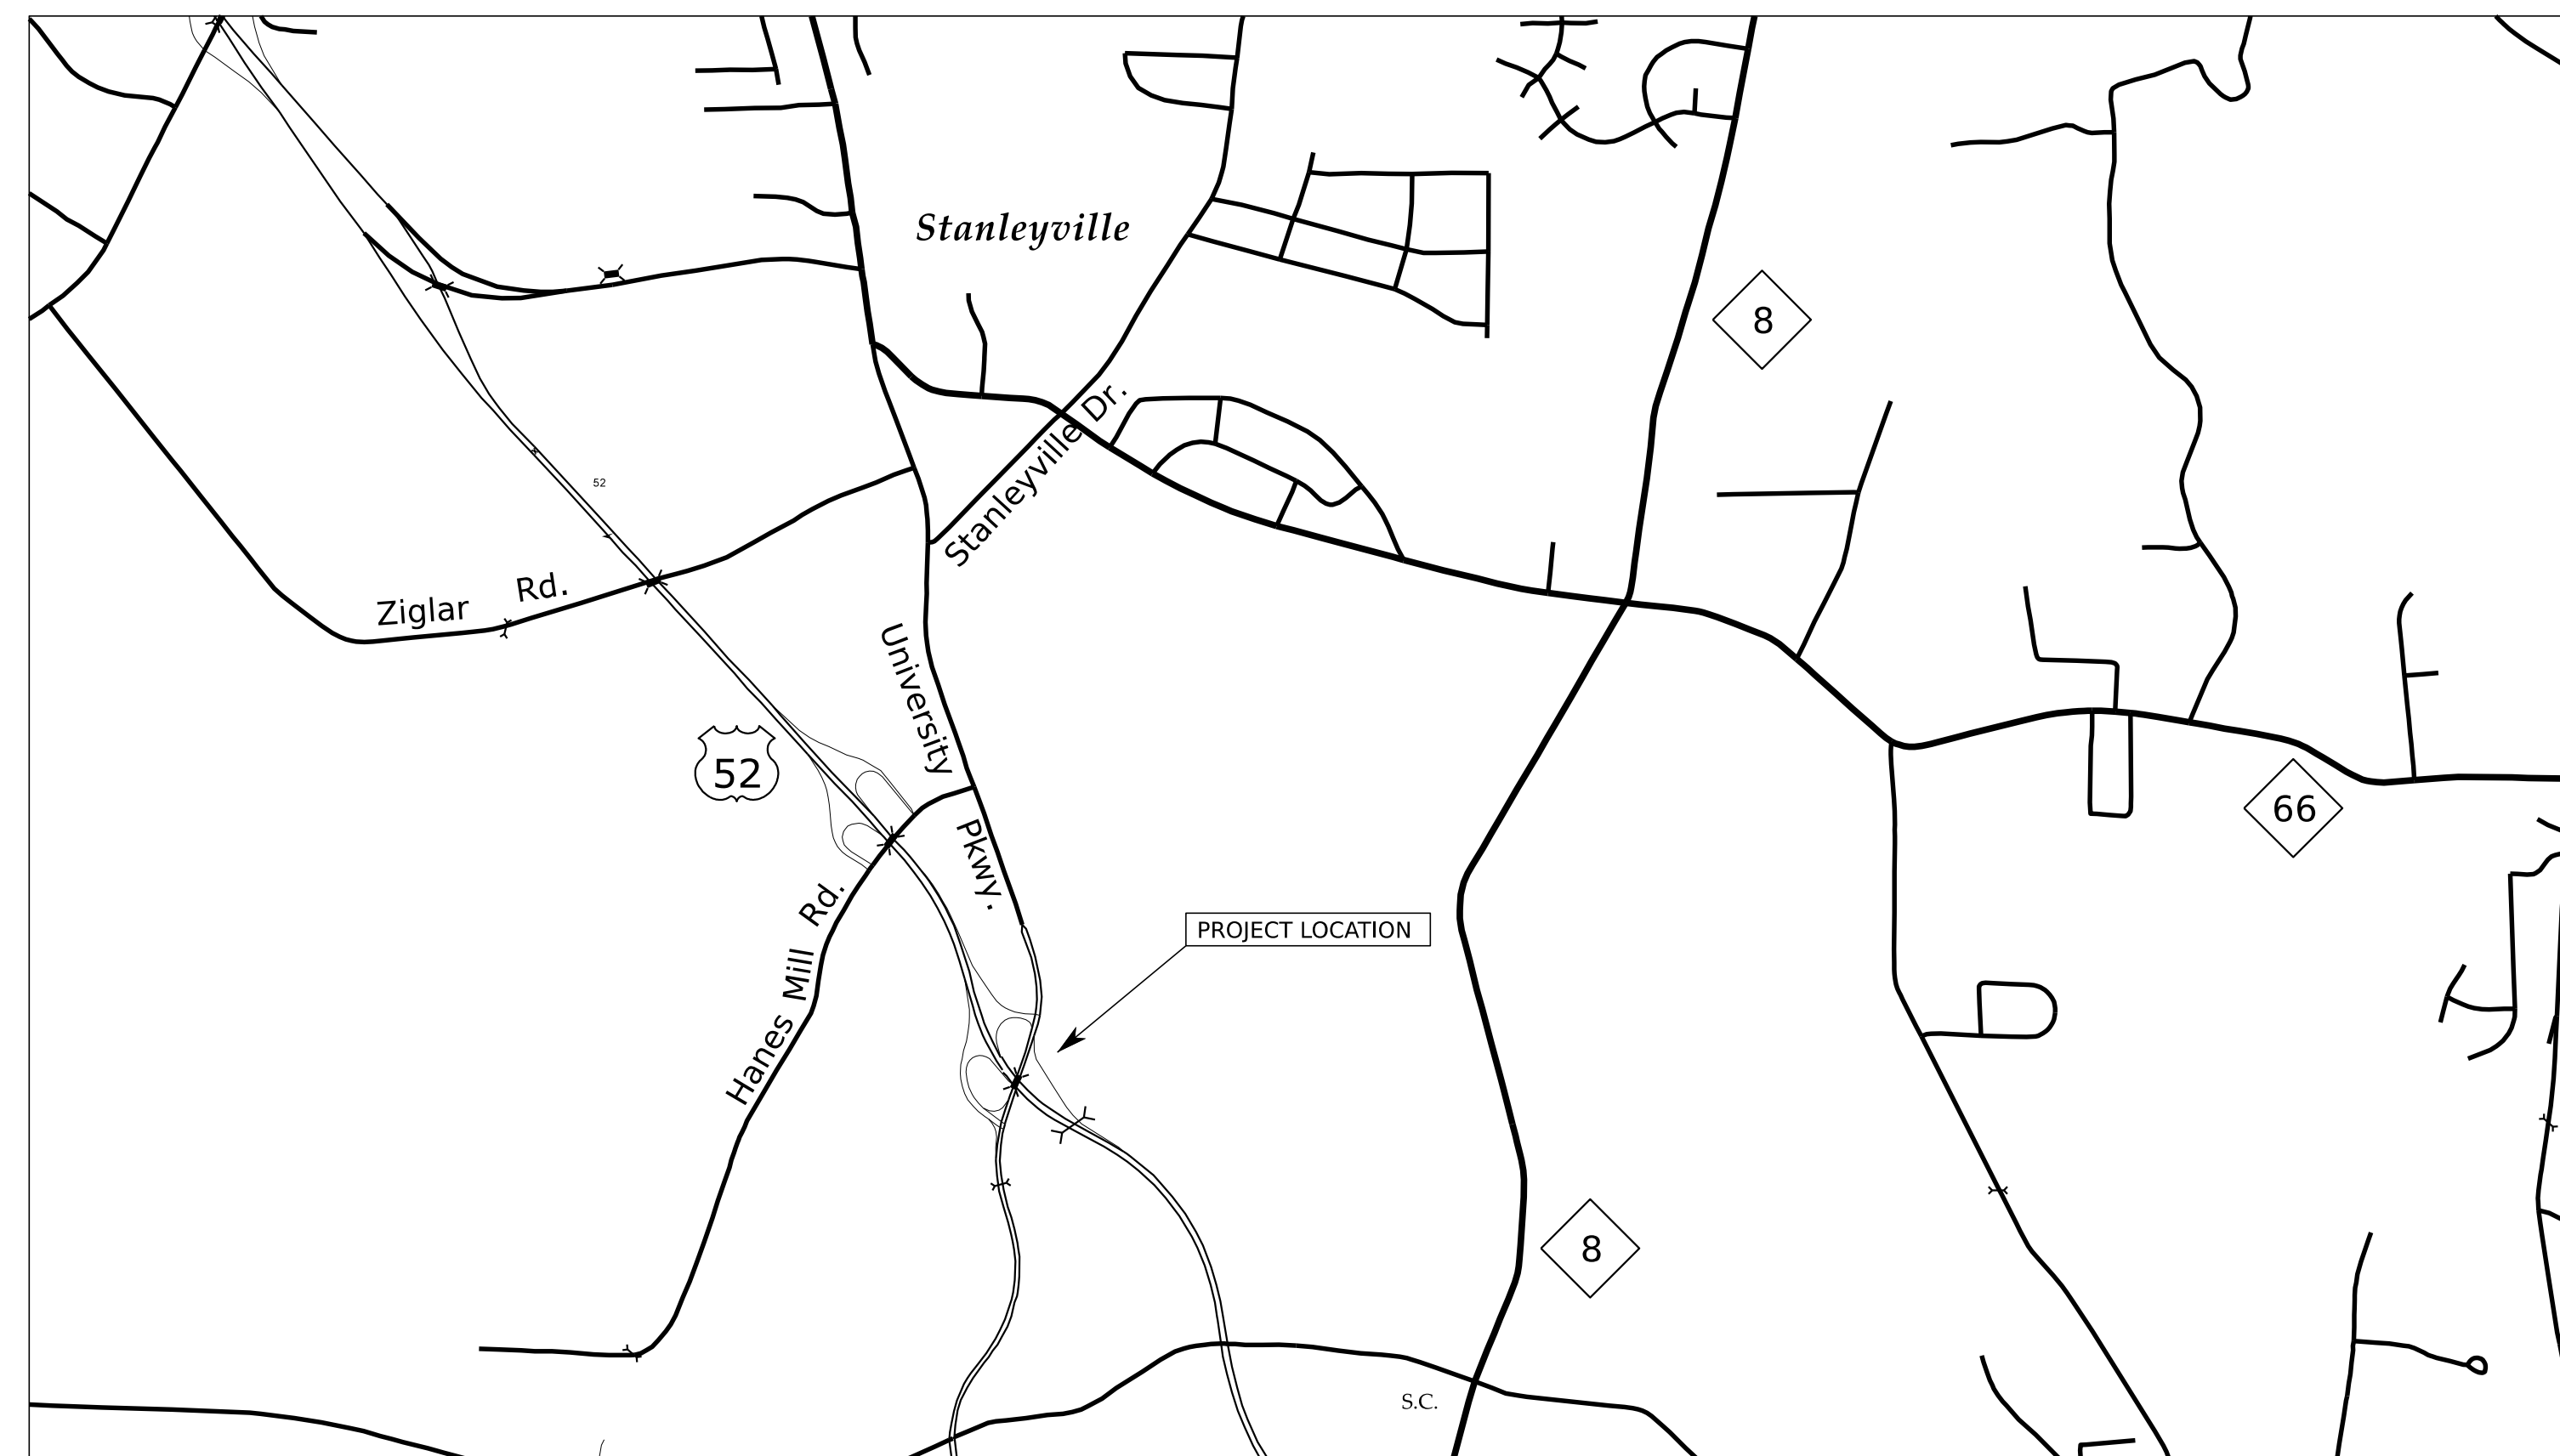 Stanleyville
8
Stanleyville Dr.
52
Ziglar Rd.
University Pkwy.
52
66
Hanes Mill Rd.
PROJECT LOCATION
8
S.C.